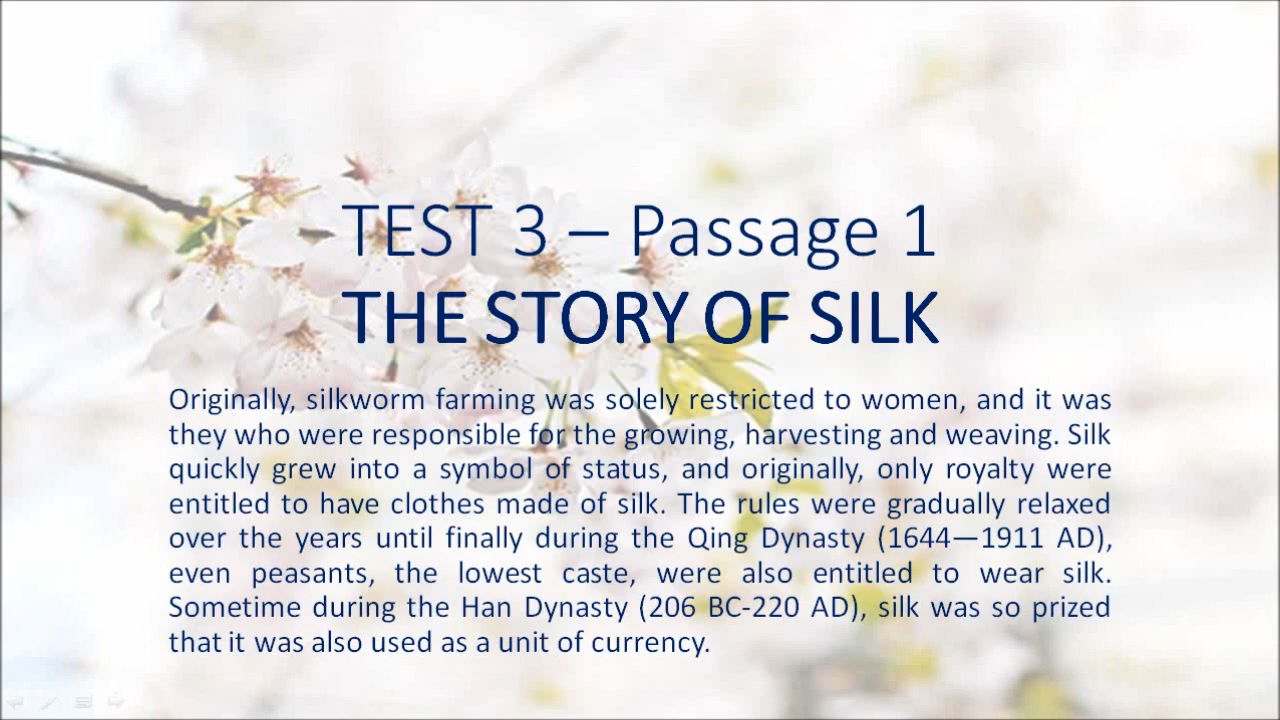 TEST 3 – Passage 1
THE STORY OF SILK
Originally, silkworm farming was solely restricted to women, and it was
they who were responsible for the growing, harvesting and weaving. Silk
quickly grew into a symbol of status, and originally, only royalty were
entitled to have clothes made of silk. The rules were gradually relaxed
over the years until finally during the Qing Dynasty (1644—1911 AD),
even peasants, the lowest caste, were also entitled to wear silk.
Sometime during the Han Dynasty (206 BC-220 AD), silk was so prized
that it was also used as a unit of currency.